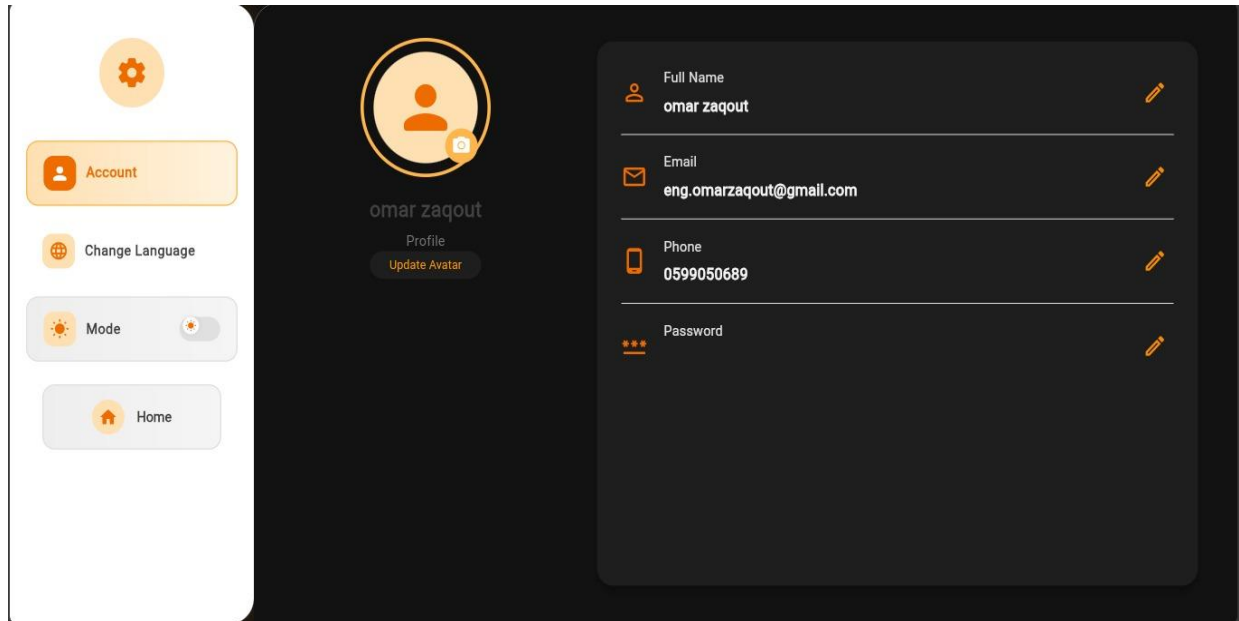 Account
Change Language
Mode
Home
omar zaqout
Profile
Update Avatar
Full Name
omar zaqout
Email
eng.omarzaqout@gmail.com
Phone
0599050689
Password